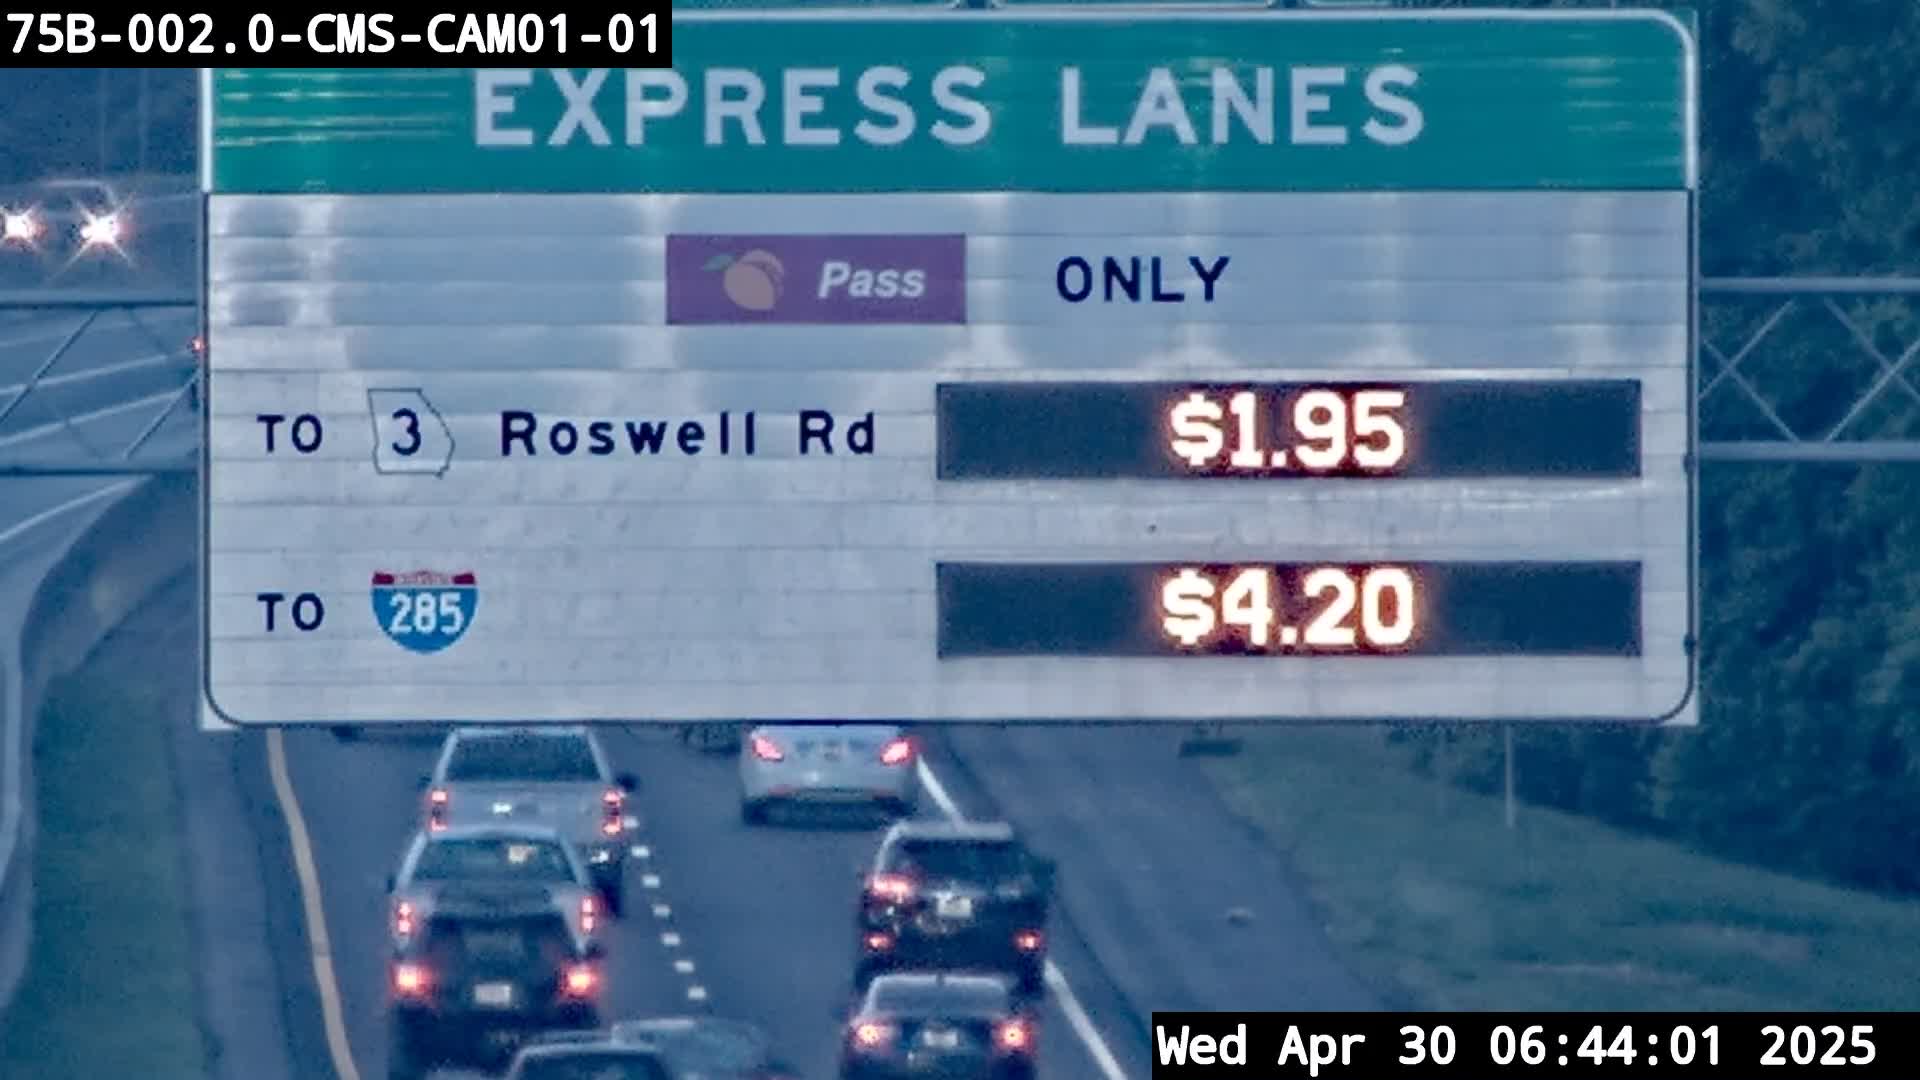 75B-002.0-CMS-CAM01-01
EXPRESS LANES
Pass ONLY
TO 3 Roswell Rd $1.95
TO 285 $4.20
Wed Apr 30 06:44:01 2025